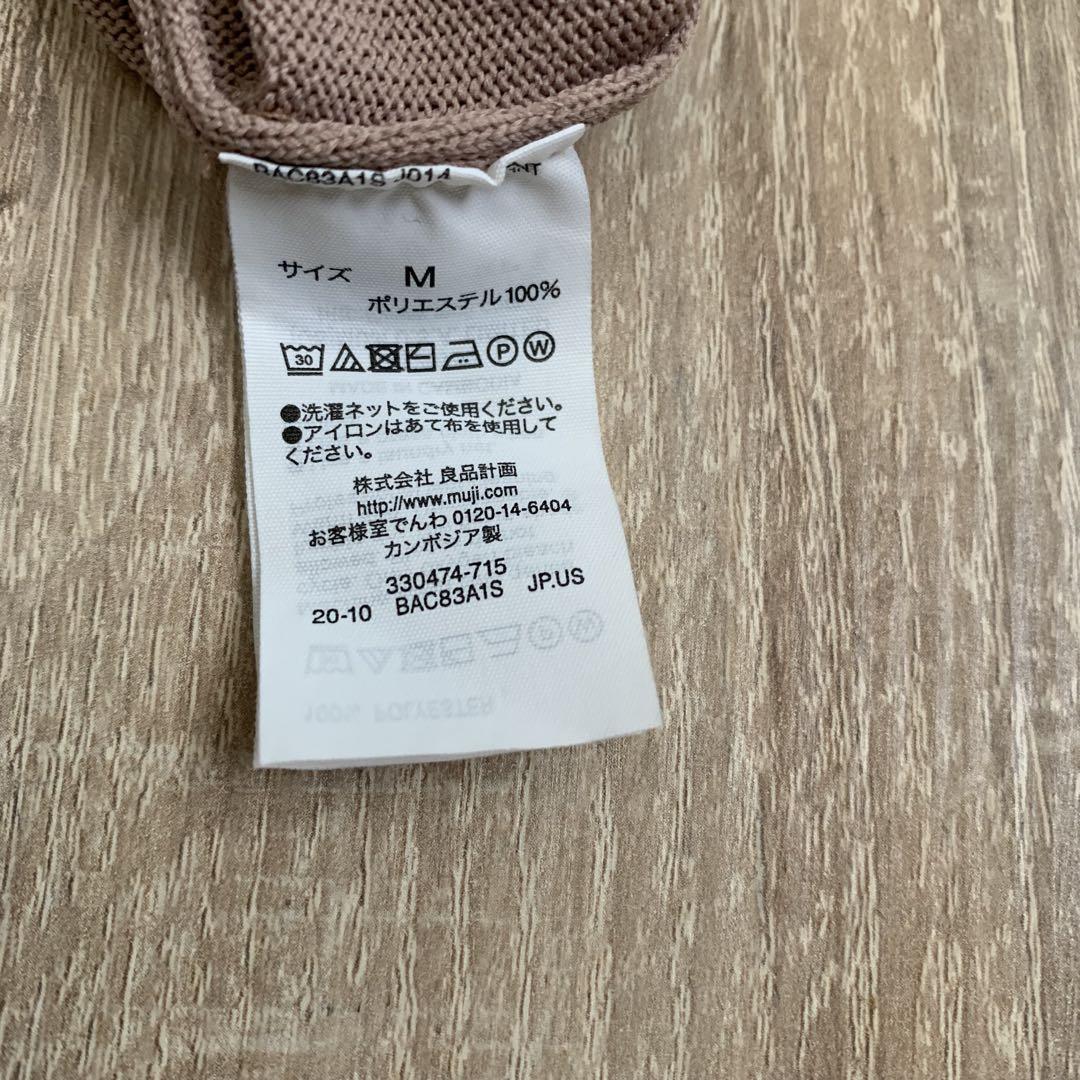 BAC83A1S J014
サイズ M
ポリエステル100%
30 P W
●洗濯ネットをご使用ください。
●アイロンはあて布を使用して
ください。
株式会社 良品計画
http://www.muji.com
お客様室でんわ 0120-14-6404
カンボジア製
330474-715
20-10 BAC83A1S JP.US
100% POLYESTER